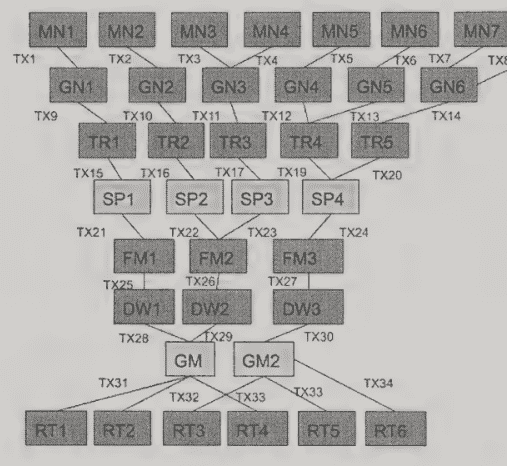 MN1 MN2 MN3 MN4 MN5 MN6 MN7
TX1 TX2 TX3 TX4 TX5 TX6 TX7 TX8
GN1 GN2 GN3 GN4 GN5 GN6
TX9 TX10 TX11 TX12 TX13 TX14
TR1 TR2 TR3 TR4 TR5
TX15 TX16 TX17 TX19 TX20
SP1 SP2 SP3 SP4
TX21 TX22 TX23 TX24
FM1 FM2 FM3
TX25 TX26 TX27
DW1 DW2 DW3
TX28 TX29 TX30
GM GM2
TX31 TX32 TX33 TX33 TX34
RT1 RT2 RT3 RT4 RT5 RT6